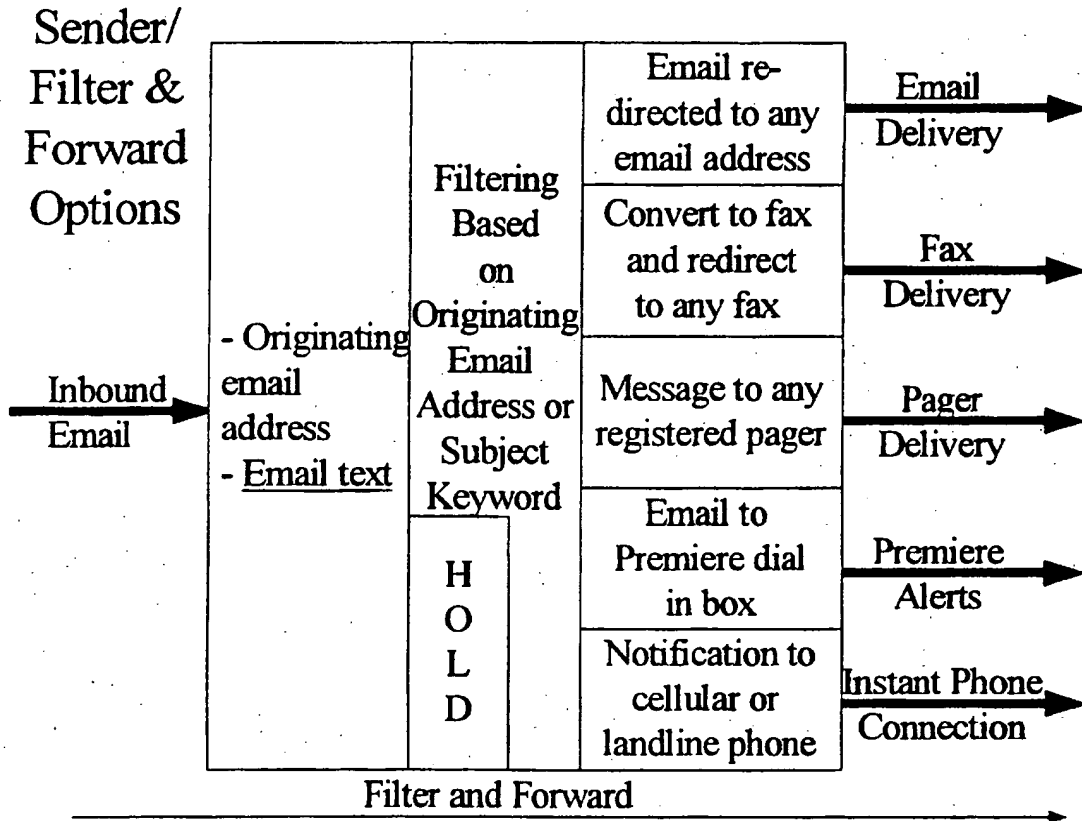 Sender/
Filter &
Forward
Options
Inbound
Email
- Originating
email
address
- Email text
Filtering
Based
on
Originating
Email
Address or
Subject
Keyword
H
O
L
D
Email re-
directed to any
email address
Convert to fax
and redirect
to any fax
Message to any
registered pager
Email to
Premiere dial
in box
Notification to
cellular or
landline phone
Email
Delivery
Fax
Delivery
Pager
Delivery
Premiere
Alerts
Instant Phone
Connection
Filter and Forward